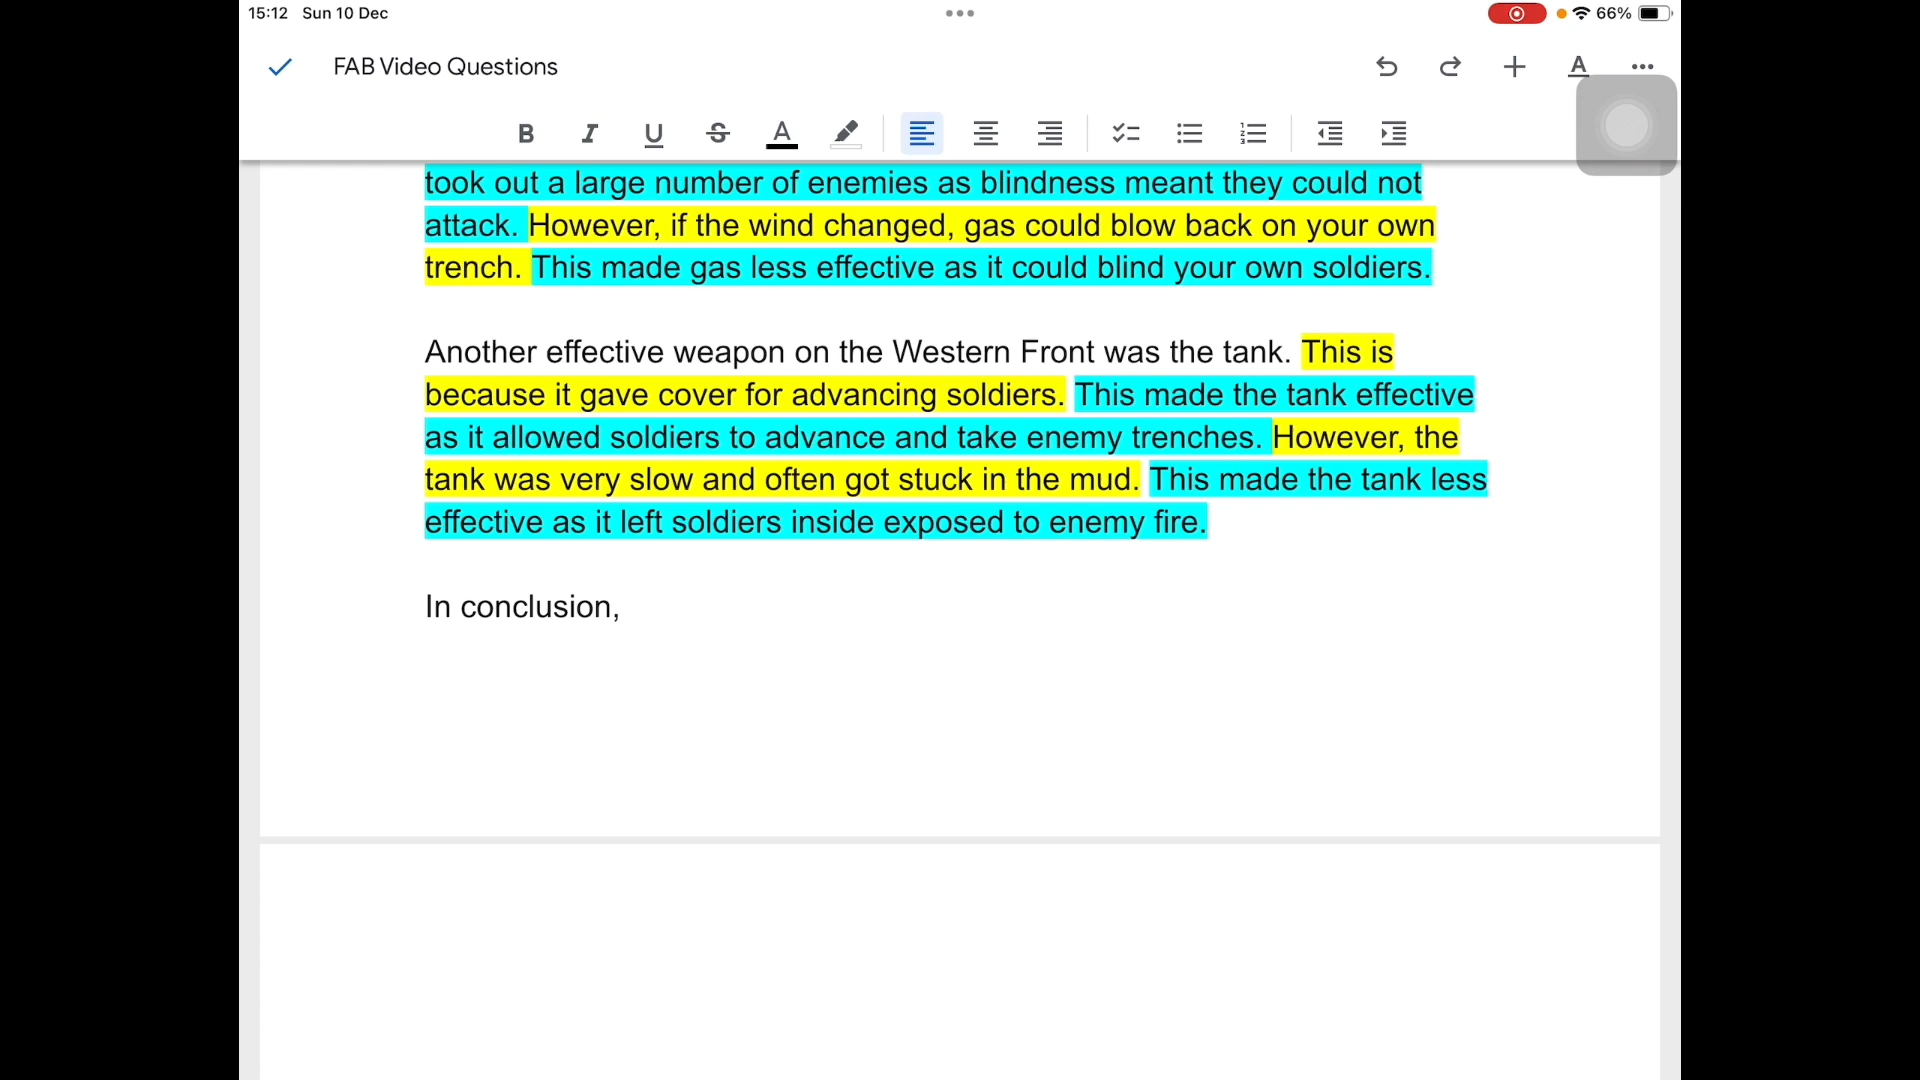 15:12 Sun 10 Dec
66%
FAB Video Questions
took out a large number of enemies as blindness meant they could not
attack. However, if the wind changed, gas could blow back on your own
trench. This made gas less effective as it could blind your own soldiers.
Another effective weapon on the Western Front was the tank. This is
because it gave cover for advancing soldiers. This made the tank effective
as it allowed soldiers to advance and take enemy trenches. However, the
tank was very slow and often got stuck in the mud. This made the tank less
effective as it left soldiers inside exposed to enemy fire.
In conclusion,